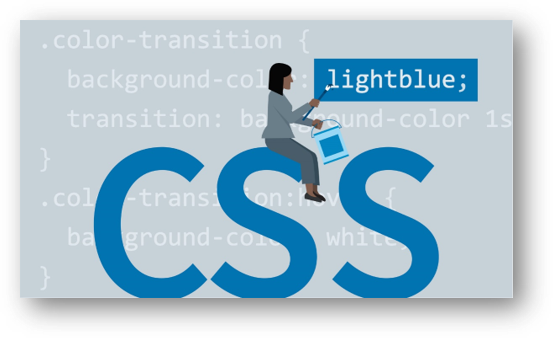 .color-transition {
background-color: lightblue;
transition: background-color 1s
}
.color-transition:hover {
background-color: white;
}
CSS